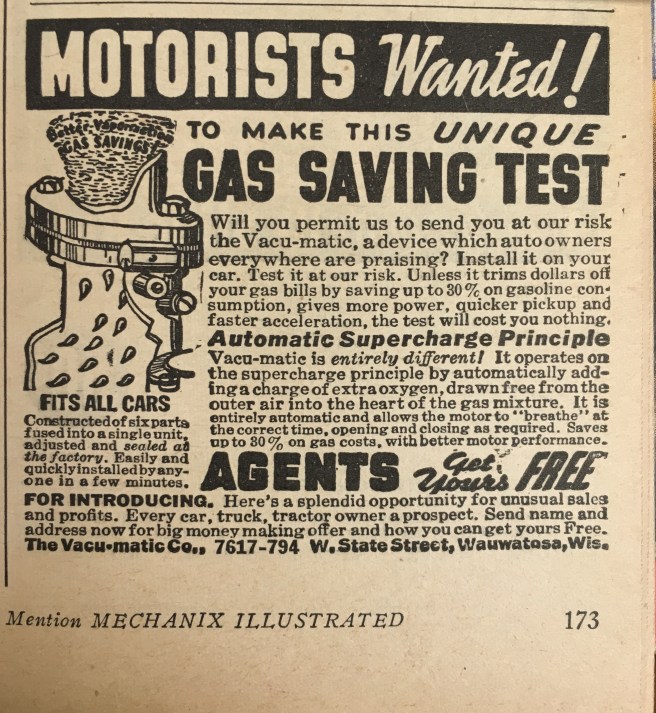 MOTORISTS Wanted!
Better-Vaporization
GAS SAVINGS
TO MAKE THIS UNIQUE
GAS SAVING TEST
Will you permit us to send you at our risk
the Vacu-matic, a device which auto owners
everywhere are praising? Install it on your
car. Test it at our risk. Unless it trims dollars off
your gas bills by saving up to 30% on gasoline con-
sumption, gives more power, quicker pickup and
faster acceleration, the test will cost you nothing.
Automatic Supercharge Principle
Vacu-matic is entirely different! It operates on
the supercharge principle by automatically add-
ing a charge of extra oxygen, drawn free from the
outer air into the heart of the gas mixture. It is
entirely automatic and allows the motor to "breathe" at
the correct time, opening and closing as required. Saves
up to 30% on gas costs, with better motor performance.
FITS ALL CARS
Constructed of six parts
fused into a single unit,
adjusted and sealed at
the factory. Easily and
quickly installed by any-
one in a few minutes.
AGENTS Get Yours FREE
FOR INTRODUCING. Here's a splendid opportunity for unusual sales
and profits. Every car, truck, tractor owner a prospect. Send name and
address now for big money making offer and how you can get yours Free.
The Vacu-matic Co., 7617-794 W. State Street, Wauwatosa, Wis.
Mention MECHANIX ILLUSTRATED 173